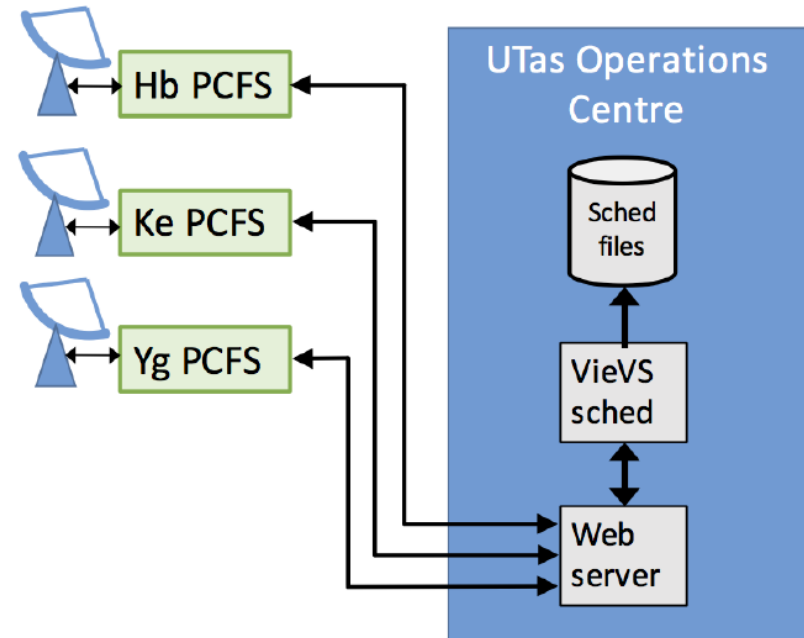 Hb PCFS
Ke PCFS
Yg PCFS
UTas Operations
Centre
Sched
files
VieVS
sched
Web
server